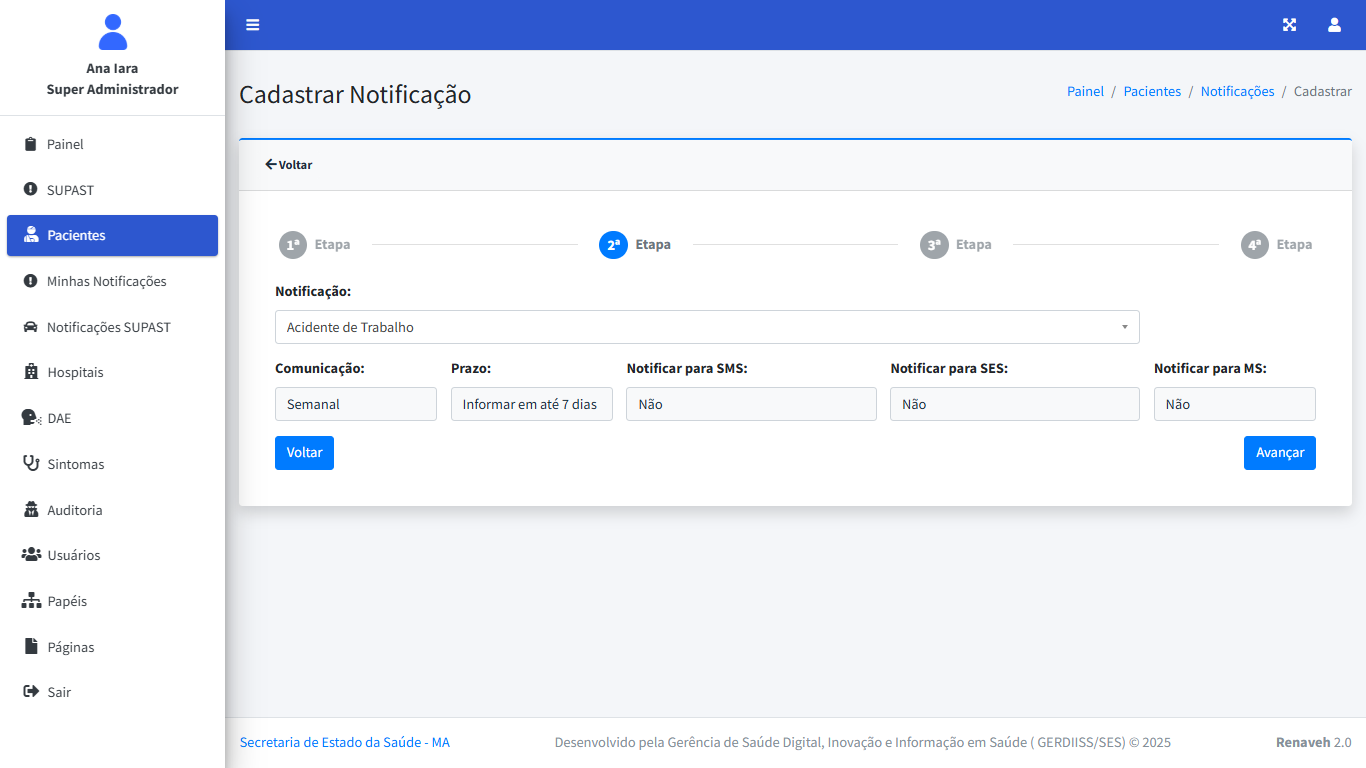 Ana Iara
Super Administrador
Painel
SUPAST
Pacientes
Minhas Notificações
Notificações SUPAST
Hospitais
DAE
Sintomas
Auditoria
Usuários
Papéis
Páginas
Sair
Cadastrar Notificação
Painel / Pacientes / Notificações / Cadastrar
Voltar
1ª Etapa 2ª Etapa 3ª Etapa 4ª Etapa
Notificação:
Acidente de Trabalho
Comunicação: Prazo: Notificar para SMS: Notificar para SES: Notificar para MS:
Semanal Informar em até 7 dias Não Não Não
Voltar Avançar
Secretaria de Estado da Saúde - MA Desenvolvido pela Gerência de Saúde Digital, Inovação e Informação em Saúde ( GERDIISS/SES) © 2025 Renaveh 2.0